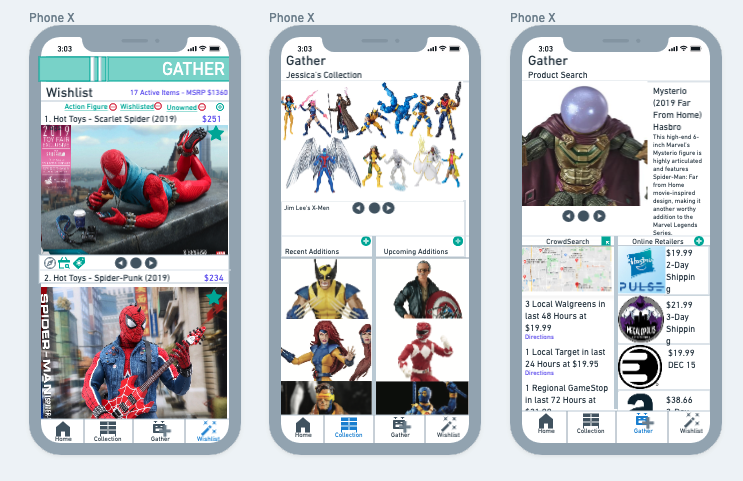 Phone X
3:03
GATHER
Wishlist
17 Active Items - MSRP $1360
Action Figure
Wishlisted
Unowned
1. Hot Toys - Scarlet Spider (2019)
$251
2019
TOY FAIR
EXCLUSIVE
2. Hot Toys - Spider-Punk (2019)
$234
SPIDER-MAN
Home
Collection
Gather
Wishlist
Phone X
3:03
Gather
Jessica's Collection
Jim Lee's X-Men
Recent Additions
Upcoming Additions
Home
Collection
Gather
Wishlist
Phone X
3:03
Gather
Product Search
Mysterio
(2019 Far
From Home)
Hasbro
This high-end 6-
inch Marvel's
Mysterio figure is
highly articulated
and features
Spider-Man: Far
from Home
movie-inspired
design, making it
another worthy
addition to the
Marvel Legends
Series.
CrowdSearch
3 Local Walgreens in
last 48 Hours at
$19.99
Directions
1 Local Target in last
24 Hours at $19.95
Directions
1 Regional GameStop
in last 72 Hours at
Online Retailers
Hasbro
PULSE
$19.99
2-Day
Shippin
g
MEGALOPOLIS
$21.99
3-Day
Shippin
g
$19.99
DEC 15
$38.66
Home
Collection
Gather
Wishlist